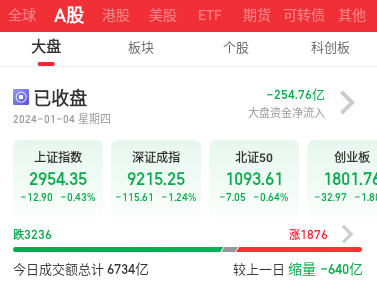 全球 A股 港股 美股 ETF 期货 可转债 其他
大盘 板块 个股 科创板
已收盘 -254.76亿
2024-01-04 星期四 大盘资金净流入
上证指数 深证成指 北证50 创业板
2954.35 9215.25 1093.61 1801.76
-12.90 -0.43% -115.61 -1.24% -7.05 -0.64% -32.97
跌3236 涨1876
今日成交额总计 6734亿 较上一日 缩量 -640亿